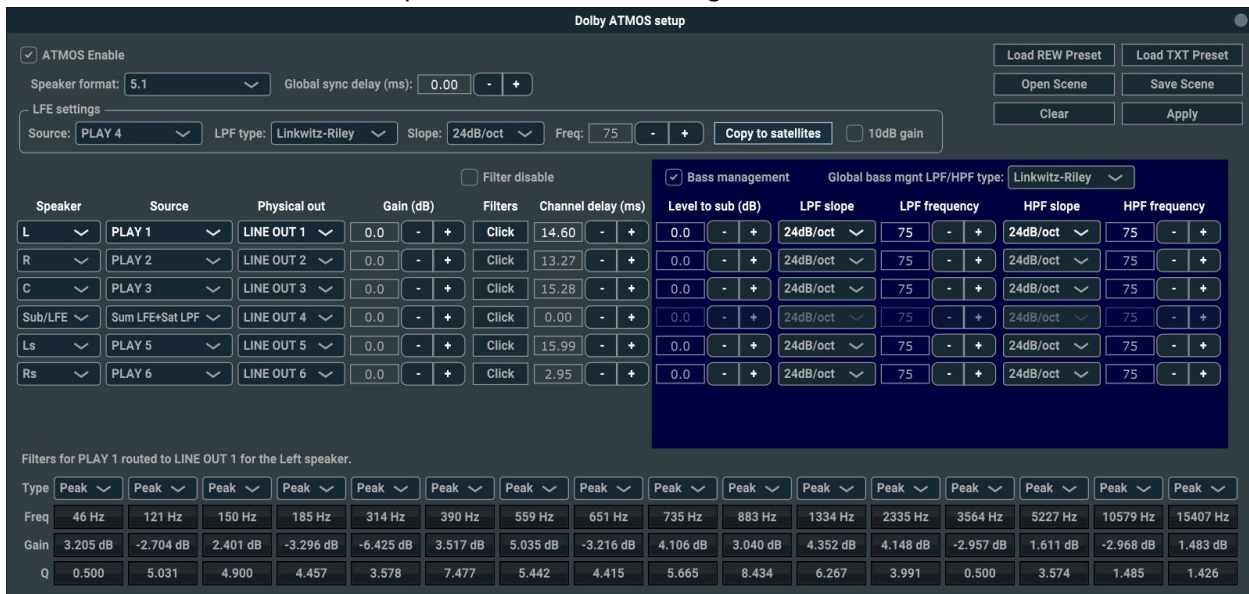 Dolby ATMOS setup
ATMOS Enable Load REW Preset Load TXT Preset
Speaker format: 5.1 Global sync delay (ms): 0.00 - + Open Scene Save Scene
LFE settings Clear Apply
Source: PLAY 4 LPF type: Linkwitz-Riley Slope: 24dB/oct Freq: 75 - + Copy to satellites 10dB gain
Filter disable Bass management Global bass mgnt LPF/HPF type: Linkwitz-Riley
Speaker Source Physical out Gain (dB) Filters Channel delay (ms) Level to sub (dB) LPF slope LPF frequency HPF slope HPF frequency
L PLAY 1 LINE OUT 1 0.0 - + Click 14.60 - + 0.0 - + 24dB/oct 75 - + 24dB/oct 75 - +
R PLAY 2 LINE OUT 2 0.0 - + Click 13.27 - + 0.0 - + 24dB/oct 75 - + 24dB/oct 75 - +
C PLAY 3 LINE OUT 3 0.0 - + Click 15.28 - + 0.0 - + 24dB/oct 75 - + 24dB/oct 75 - +
Sub/LFE Sum LFE+Sat LPF LINE OUT 4 0.0 - + Click 0.00 - + 0.0 - + 24dB/oct 75 - + 24dB/oct 75 - +
Ls PLAY 5 LINE OUT 5 0.0 - + Click 15.99 - + 0.0 - + 24dB/oct 75 - + 24dB/oct 75 - +
Rs PLAY 6 LINE OUT 6 0.0 - + Click 2.95 - + 0.0 - + 24dB/oct 75 - + 24dB/oct 75 - +
Filters for PLAY 1 routed to LINE OUT 1 for the Left speaker.
Type Peak Peak Peak Peak Peak Peak Peak Peak Peak Peak Peak Peak Peak Peak Peak Peak
Freq 46 Hz 121 Hz 150 Hz 185 Hz 314 Hz 390 Hz 559 Hz 651 Hz 735 Hz 883 Hz 1334 Hz 2335 Hz 3564 Hz 5227 Hz 10579 Hz 15407 Hz
Gain 3.205 dB -2.704 dB 2.401 dB -3.296 dB -6.425 dB 3.517 dB 5.035 dB -3.216 dB 4.106 dB 3.040 dB 4.352 dB 4.148 dB -2.957 dB 1.611 dB -2.968 dB 1.483 dB
Q 0.500 5.031 4.900 4.457 3.578 7.477 5.442 4.415 5.665 8.434 6.267 3.991 0.500 3.574 1.485 1.426